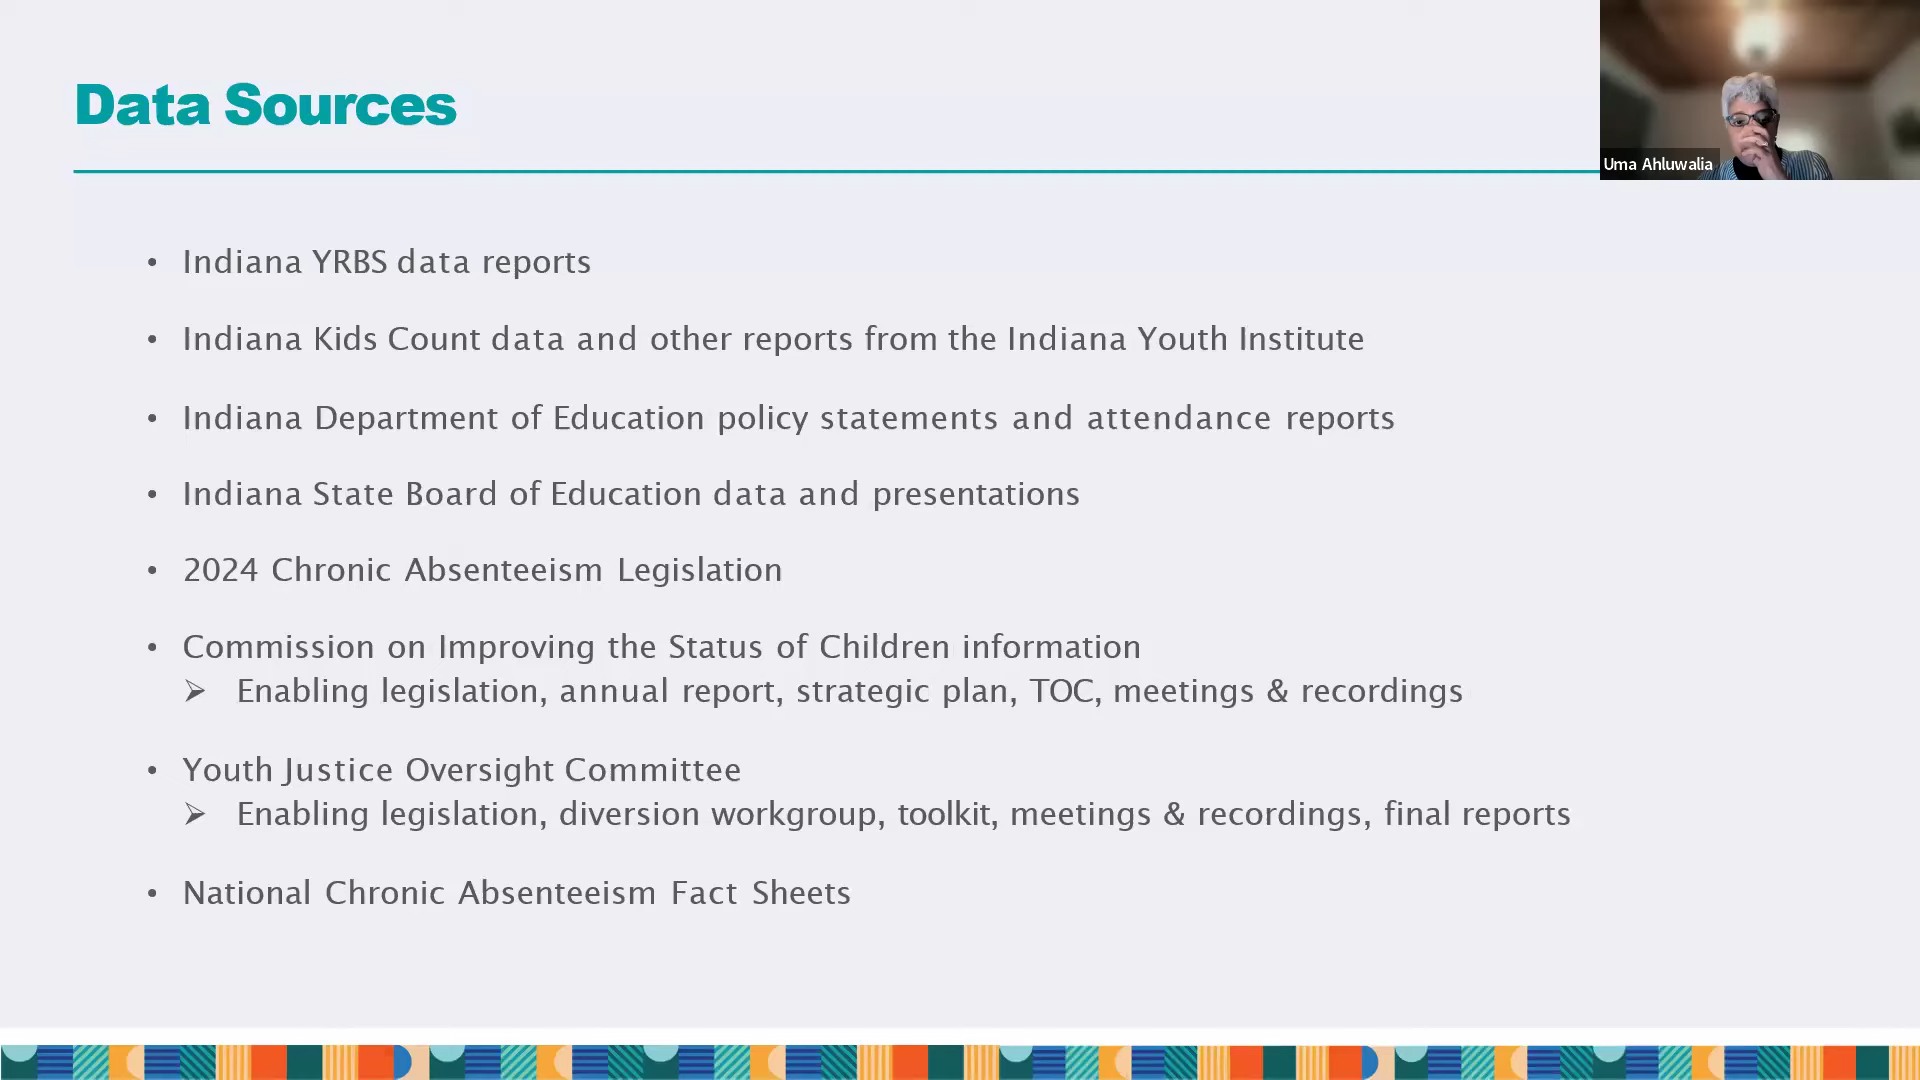 Data Sources
Uma Ahluwalia
• Indiana YRBS data reports
• Indiana Kids Count data and other reports from the Indiana Youth Institute
• Indiana Department of Education policy statements and attendance reports
• Indiana State Board of Education data and presentations
• 2024 Chronic Absenteeism Legislation
• Commission on Improving the Status of Children information
➢ Enabling legislation, annual report, strategic plan, TOC, meetings & recordings
• Youth Justice Oversight Committee
➢ Enabling legislation, diversion workgroup, toolkit, meetings & recordings, final reports
• National Chronic Absenteeism Fact Sheets